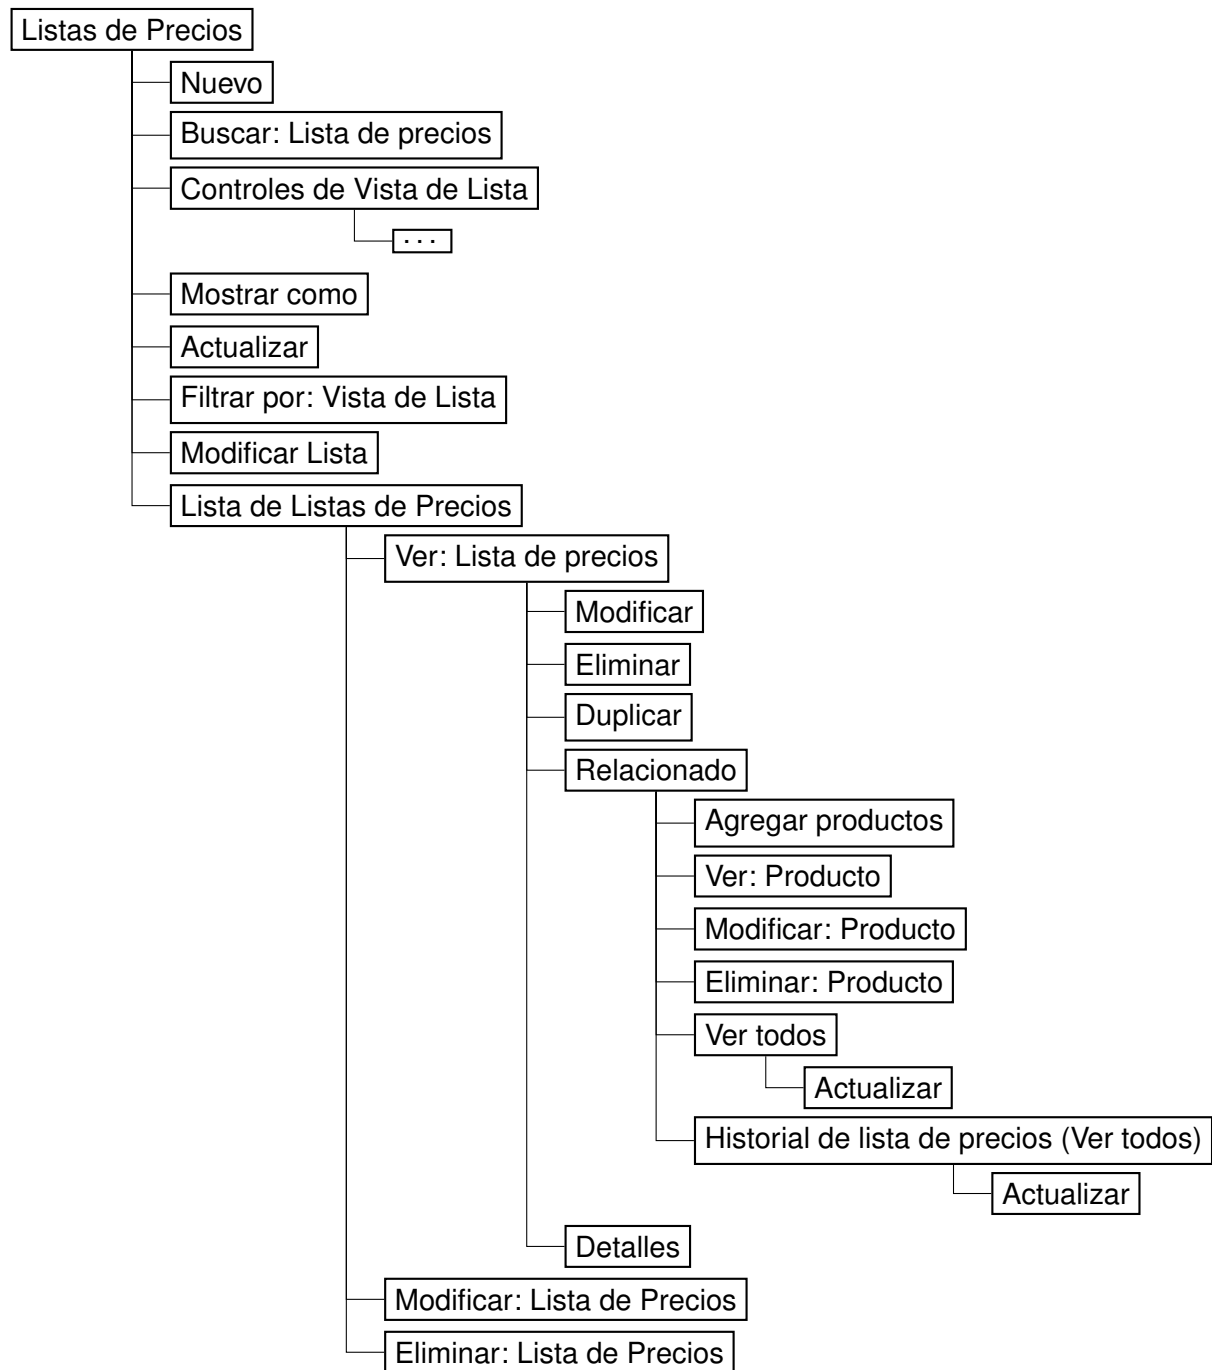 Listas de Precios
Nuevo
Buscar: Lista de precios
Controles de Vista de Lista
...
Mostrar como
Actualizar
Filtrar por: Vista de Lista
Modificar Lista
Lista de Listas de Precios
Ver: Lista de precios
Modificar
Eliminar
Duplicar
Relacionado
Agregar productos
Ver: Producto
Modificar: Producto
Eliminar: Producto
Ver todos
Actualizar
Historial de lista de precios (Ver todos)
Actualizar
Detalles
Modificar: Lista de Precios
Eliminar: Lista de Precios